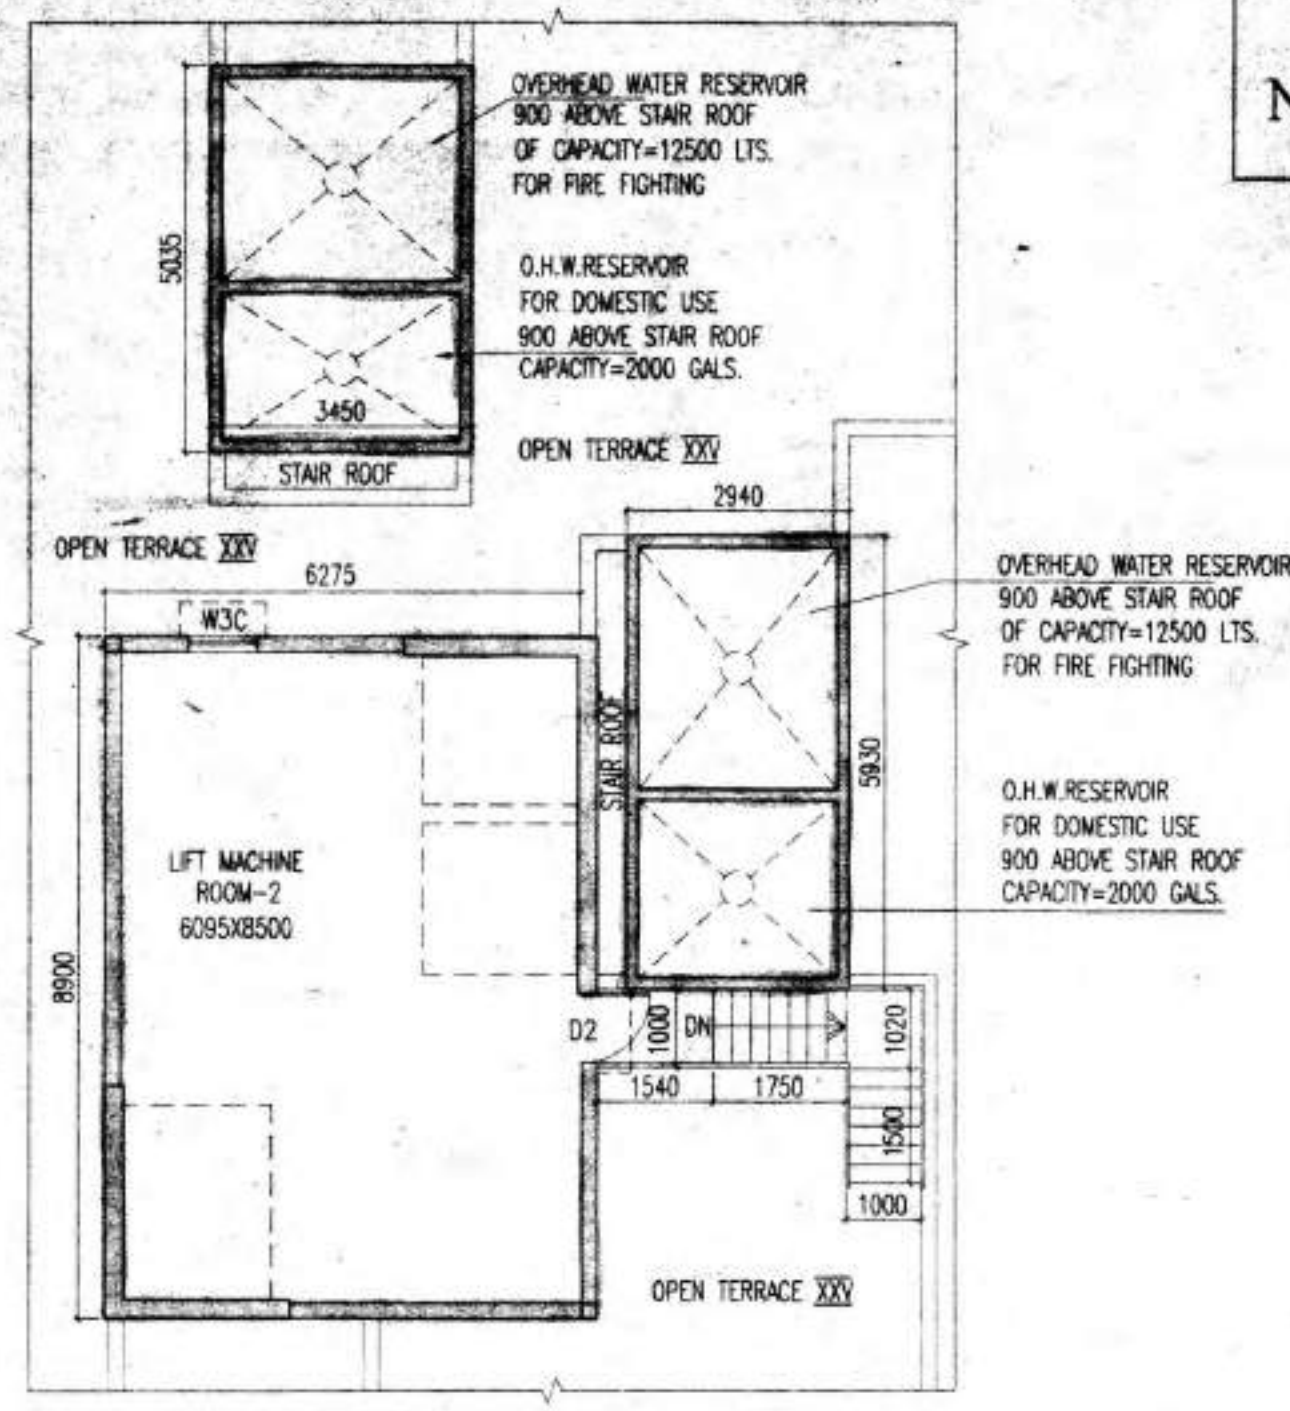 N
OVERHEAD WATER RESERVOIR
900 ABOVE STAIR ROOF
OF CAPACITY=12500 LTS.
FOR FIRE FIGHTING
5035
O.H.W.RESERVOIR
FOR DOMESTIC USE
900 ABOVE STAIR ROOF
CAPACITY=2000 GALS.
3450
STAIR ROOF
OPEN TERRACE XXV
2940
OPEN TERRACE XXV
6275
W3C
OVERHEAD WATER RESERVOIR
900 ABOVE STAIR ROOF
OF CAPACITY=12500 LTS.
FOR FIRE FIGHTING
STAIR ROOF
5930
O.H.W.RESERVOIR
FOR DOMESTIC USE
900 ABOVE STAIR ROOF
CAPACITY=2000 GALS.
LIFT MACHINE
ROOM-2
6095X8500
8900
D2
1000
DN
1020
1540
1750
1500
1000
OPEN TERRACE XXV